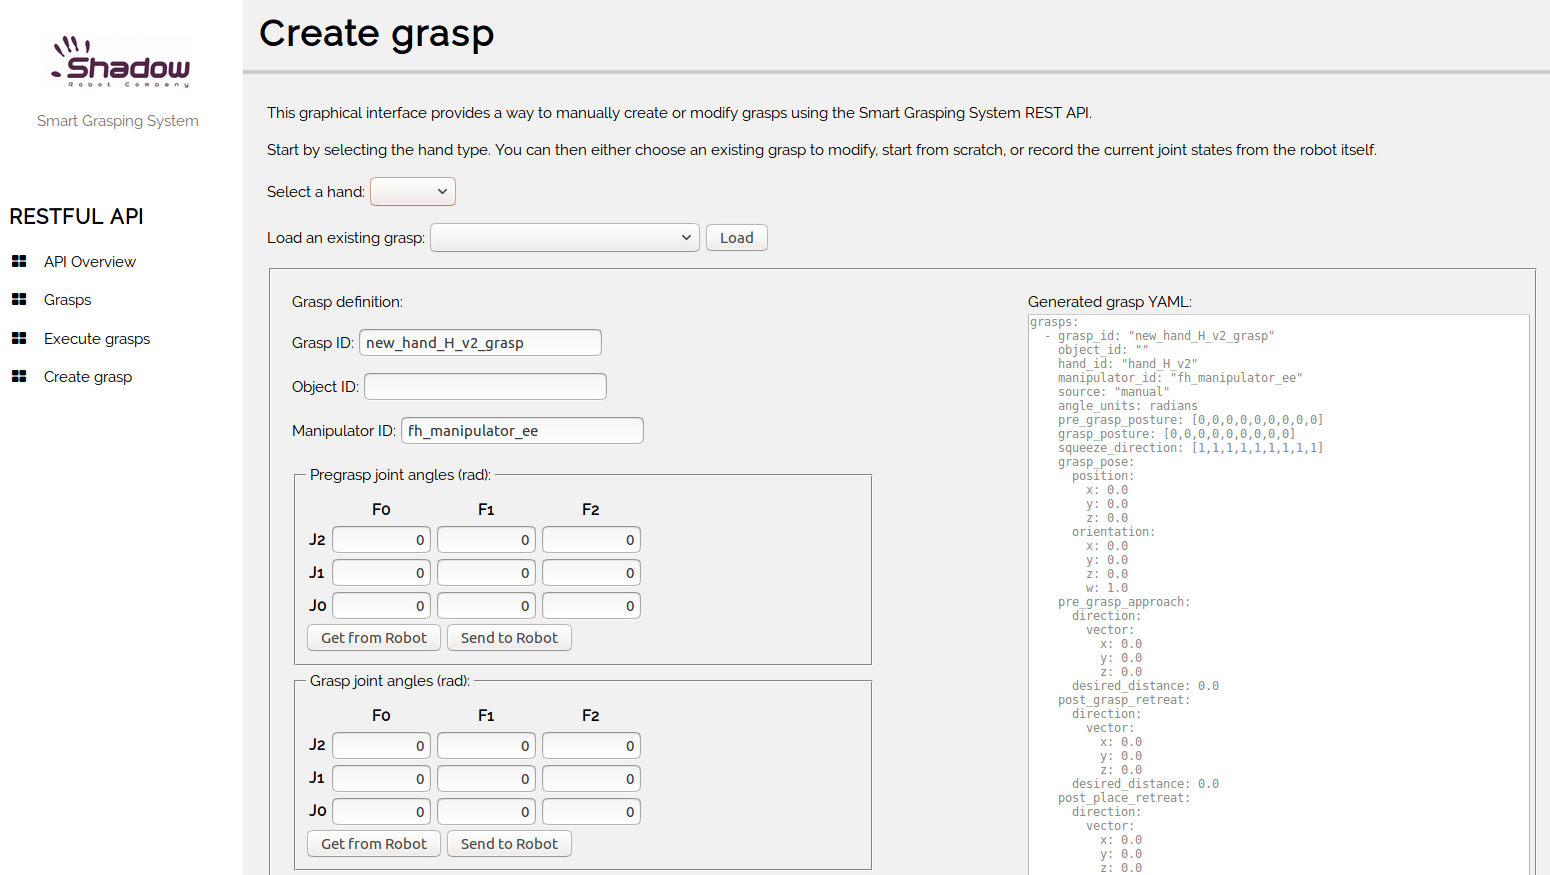 Shadow
Robot Company
Smart Grasping System
RESTFUL API
API Overview
Grasps
Execute grasps
Create grasp
Create grasp
This graphical interface provides a way to manually create or modify grasps using the Smart Grasping System REST API.
Start by selecting the hand type. You can then either choose an existing grasp to modify, start from scratch, or record the current joint states from the robot itself.
Select a hand:
Load an existing grasp: Load
Grasp definition:
Grasp ID: new_hand_H_v2_grasp
Object ID:
Manipulator ID: fh_manipulator_ee
Pregrasp joint angles (rad):
F0 F1 F2
J2 0 0 0
J1 0 0 0
J0 0 0 0
Get from Robot Send to Robot
Grasp joint angles (rad):
F0 F1 F2
J2 0 0 0
J1 0 0 0
J0 0 0 0
Get from Robot Send to Robot
Generated grasp YAML:
grasps:
- grasp_id: "new_hand_H_v2_grasp"
object_id: ""
hand_id: "hand_H_v2"
manipulator_id: "fh_manipulator_ee"
source: "manual"
angle_units: radians
pre_grasp_posture: [0,0,0,0,0,0,0,0,0]
grasp_posture: [0,0,0,0,0,0,0,0,0]
squeeze_direction: [1,1,1,1,1,1,1,1,1]
grasp_pose:
position:
x: 0.0
y: 0.0
z: 0.0
orientation:
x: 0.0
y: 0.0
z: 0.0
w: 1.0
pre_grasp_approach:
direction:
vector:
x: 0.0
y: 0.0
z: 0.0
desired_distance: 0.0
post_grasp_retreat:
direction:
vector:
x: 0.0
y: 0.0
z: 0.0
desired_distance: 0.0
post_place_retreat:
direction:
vector:
x: 0.0
y: 0.0
z: 0.0